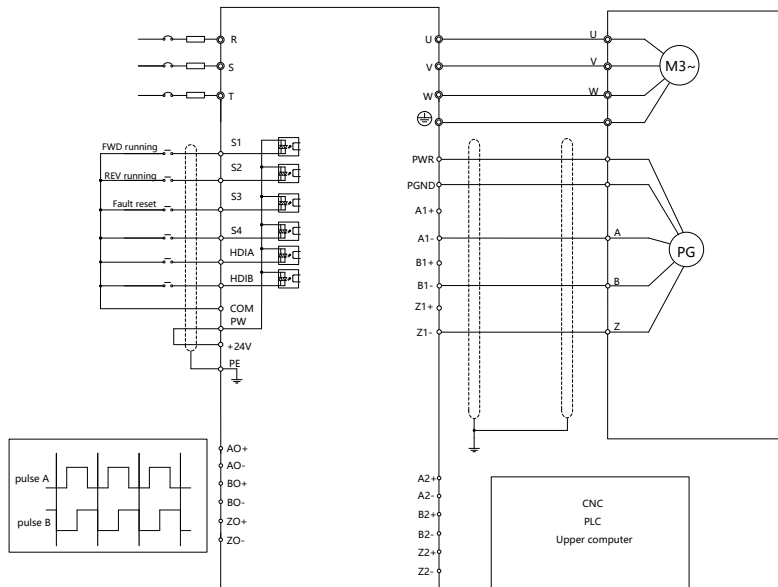 R
S
T
FWD running
REV running
Fault reset
S1
S2
S3
S4
HDIA
HDIB
COM
PW
+24V
PE
U
V
W
U
V
W
M3~
PWR
PGND
A1+
A1-
B1+
B1-
Z1+
Z1-
A
B
Z
PG
pulse A
pulse B
AO+
AO-
BO+
BO-
ZO+
ZO-
A2+
A2-
B2+
B2-
Z2+
Z2-
CNC
PLC
Upper computer